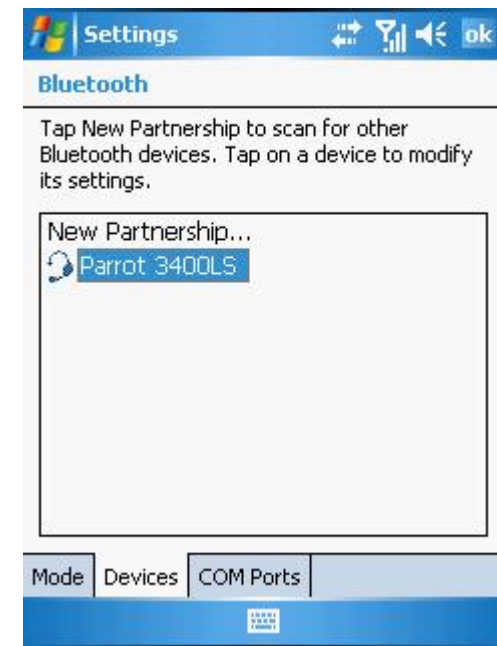 Settings
ok
Bluetooth
Tap New Partnership to scan for other
Bluetooth devices. Tap on a device to modify
its settings.
New Partnership...
Parrot 3400LS
Mode Devices COM Ports